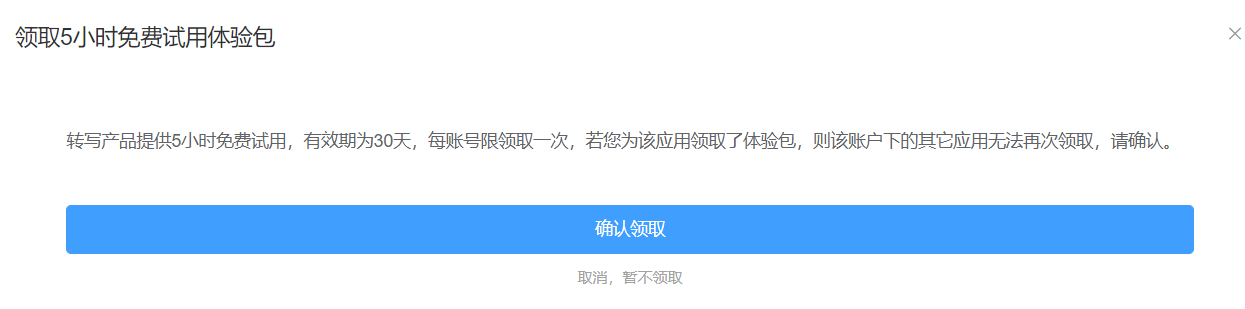 领取5小时免费试用体验包
转写产品提供5小时免费试用，有效期为30天，每账号限领取一次，若您为该应用领取了体验包，则该账户下的其它应用无法再次领取，请确认。
确认领取
取消，暂不领取